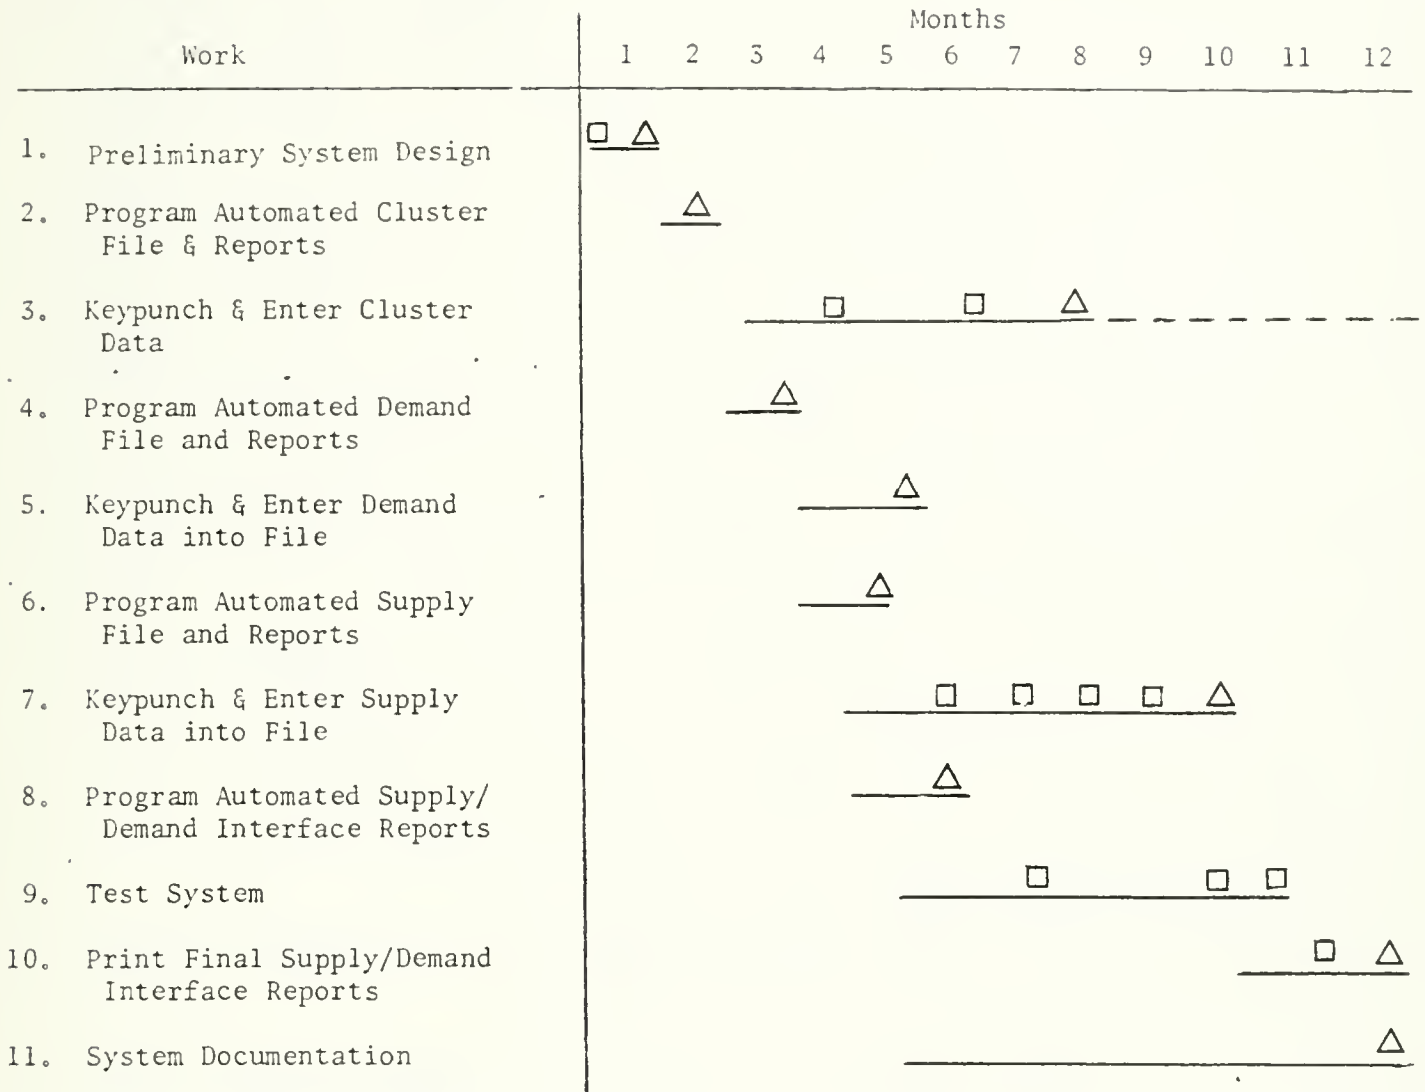 Months
Work 1 2 3 4 5 6 7 8 9 10 11 12
1. Preliminary System Design
2. Program Automated Cluster
File & Reports
3. Keypunch & Enter Cluster
Data
4. Program Automated Demand
File and Reports
5. Keypunch & Enter Demand
Data into File
6. Program Automated Supply
File and Reports
7. Keypunch & Enter Supply
Data into File
8. Program Automated Supply/
Demand Interface Reports
9. Test System
10. Print Final Supply/Demand
Interface Reports
11. System Documentation